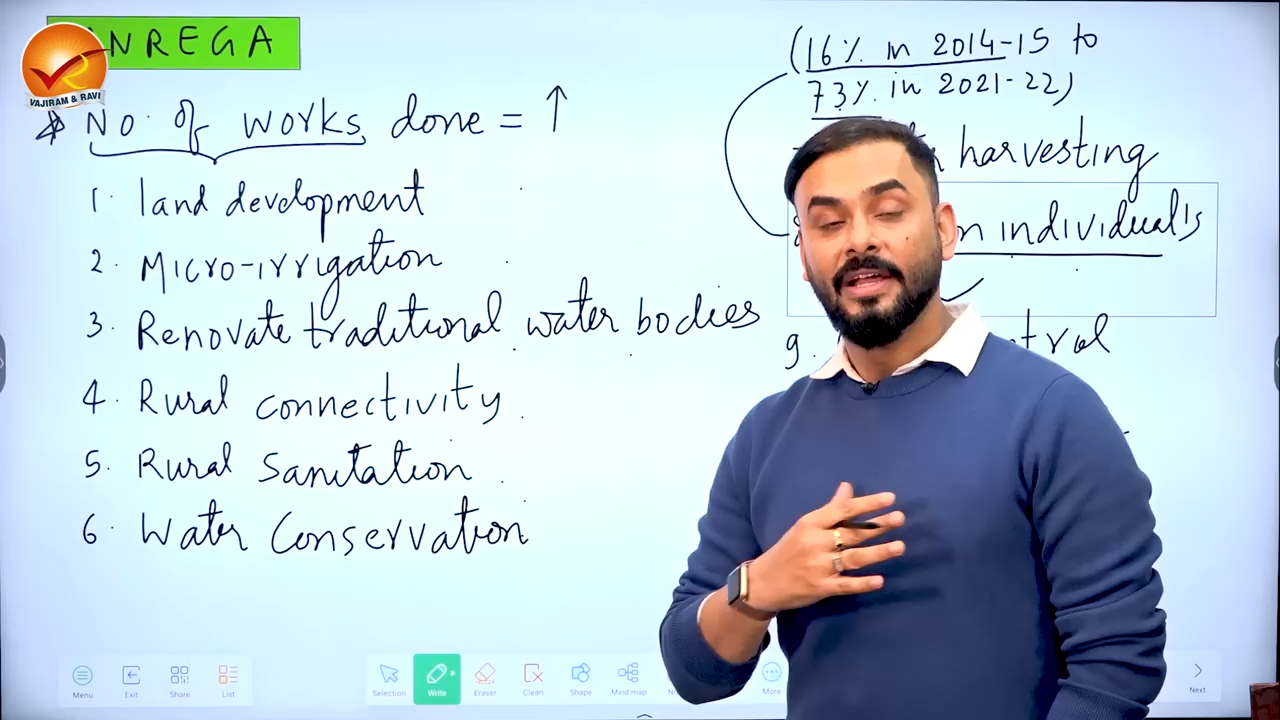 NREGA
VAJIRAM & RAVI
No. of works done = ↑
1. land development
2. Micro-irrigation
3. Renovate traditional water bodies
4. Rural connectivity
5. Rural Sanitation
6. Water Conservation
(16% in 2014-15 to
73% in 2021-22)
harvesting
individual's
9.
Menu
Exit
Share
List
Selection
Write
Eraser
Clean
Shape
Mind map
More
Next